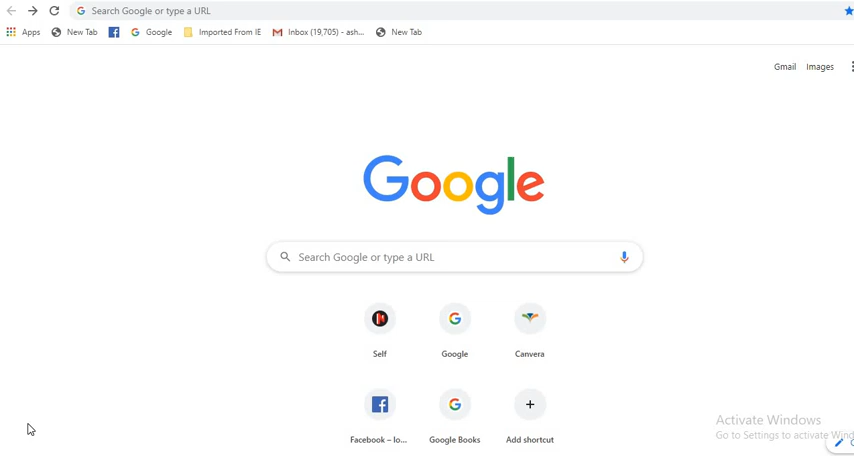 Search Google or type a URL
Apps New Tab Google Imported From IE Inbox (19,705) - ash... New Tab
Gmail Images
Google
Search Google or type a URL
Self Google Canvera
Facebook – lo... Google Books Add shortcut
Activate Windows
Go to Settings to activate Wind